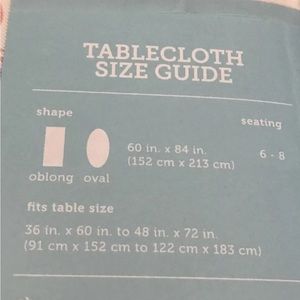 TABLECLOTH
SIZE GUIDE
shape
seating
60 in. x 84 in.
(152 cm x 213 cm)
6 - 8
oblong oval
fits table size
36 in. x 60 in. to 48 in. x 72 in.
(91 cm x 152 cm to 122 cm x 183 cm)